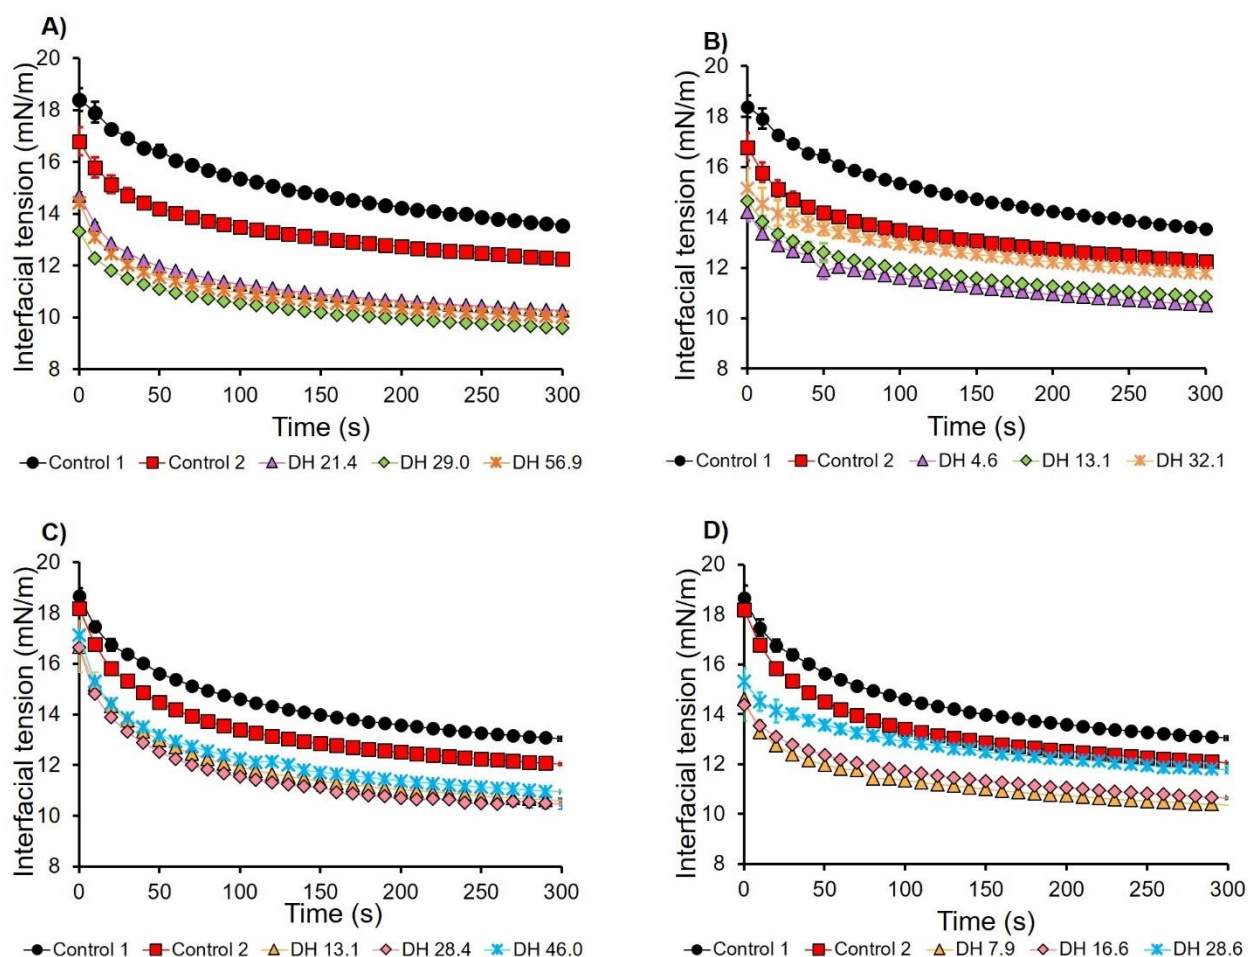 A)
Interfacial tension (mN/m)
20
18
16
14
12
10
8
0 50 100 150 200 250 300
Time (s)
Control 1 Control 2 DH 21.4 DH 29.0 DH 56.9
B)
Interfacial tension (mN/m)
20
18
16
14
12
10
8
0 50 100 150 200 250 300
Time (s)
Control 1 Control 2 DH 4.6 DH 13.1 DH 32.1
C)
Interfacial tension (mN/m)
20
18
16
14
12
10
8
0 50 100 150 200 250 300
Time (s)
Control 1 Control 2 DH 13.1 DH 28.4 DH 46.0
D)
Interfacial tension (mN/m)
20
18
16
14
12
10
8
0 50 100 150 200 250 300
Time (s)
Control 1 Control 2 DH 7.9 DH 16.6 DH 28.6